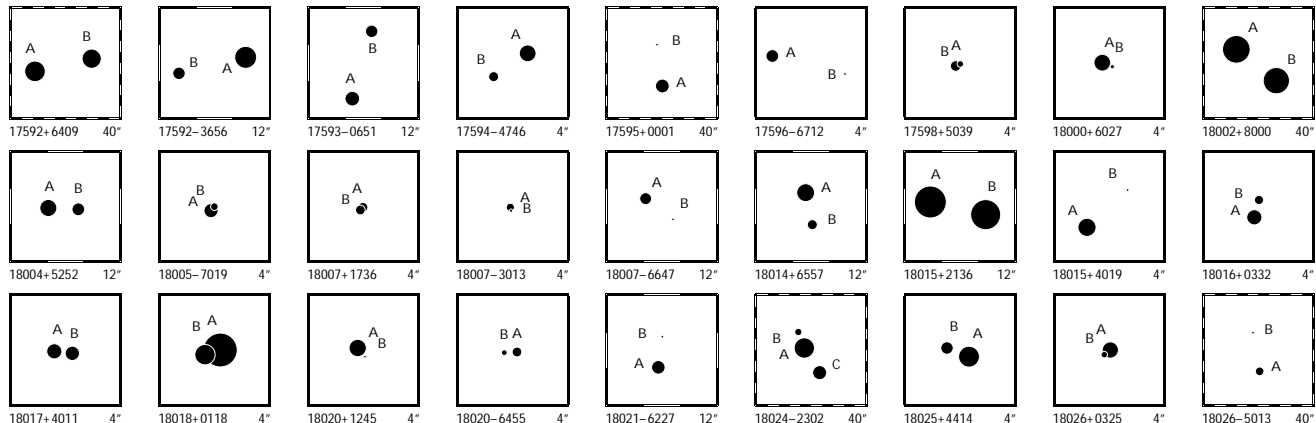 A B A B A B A B A B A B A B A B A B
17592+6409 40" 17592−3656 12" 17593−0651 12" 17594−4746 4" 17595+0001 40" 17596−6712 4" 17598+5039 4" 18000+6027 4" 18002+8000 40"
A B A B A B A B A B A B A B A B A B
18004+5252 12" 18005−7019 4" 18007+1736 4" 18007−3013 4" 18007−6647 12" 18014+6557 12" 18015+2136 12" 18015+4019 4" 18016+0332 4"
A B B A A B B A B A B A C B A A B B A
18017+4011 4" 18018+0118 4" 18020+1245 4" 18020−6455 4" 18021−6227 12" 18024−2302 40" 18025+4414 4" 18026+0325 4" 18026−5013 40"